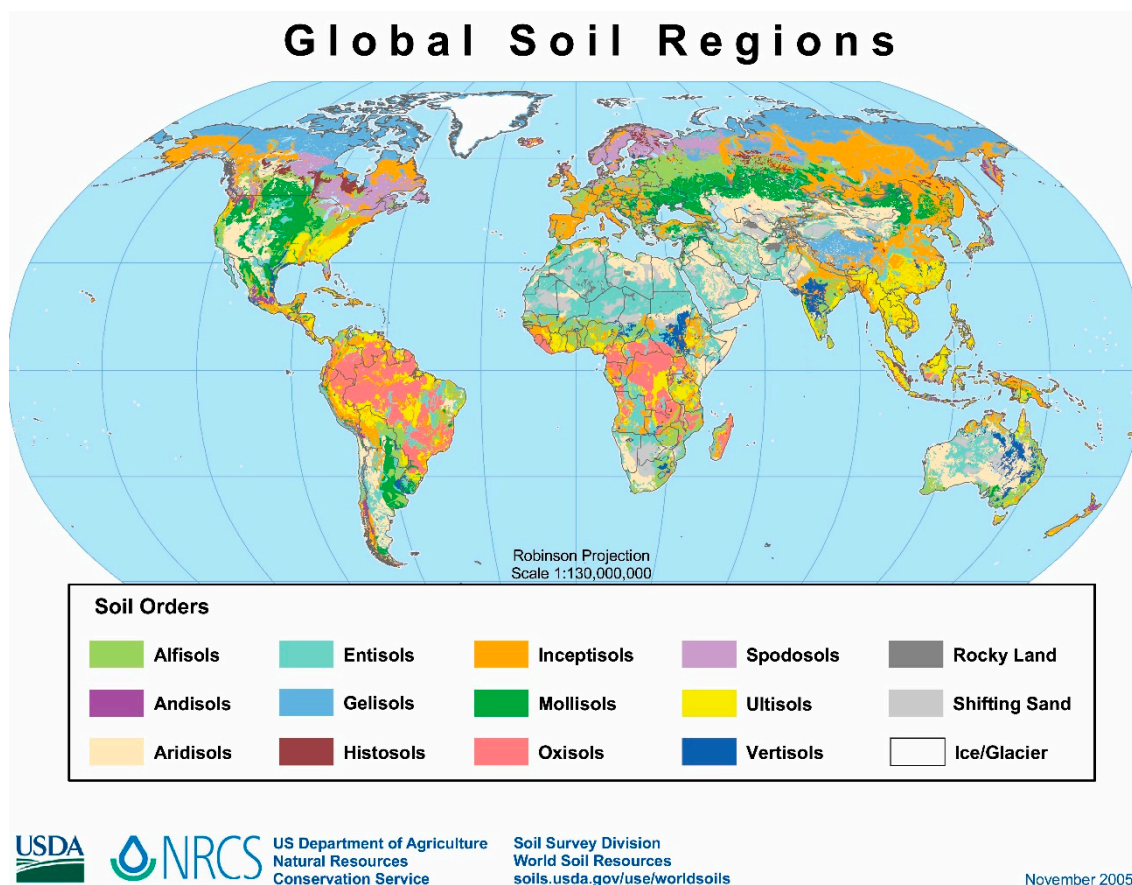 Global Soil Regions
Robinson Projection
Scale 1:130,000,000
Soil Orders
Alfisols Entisols Inceptisols Spodosols Rocky Land
Andisols Gelisols Mollisols Ultisols Shifting Sand
Aridisols Histosols Oxisols Vertisols Ice/Glacier
USDA
NRCS
US Department of Agriculture
Natural Resources
Conservation Service
Soil Survey Division
World Soil Resources
soils.usda.gov/use/worldsoils
November 2005